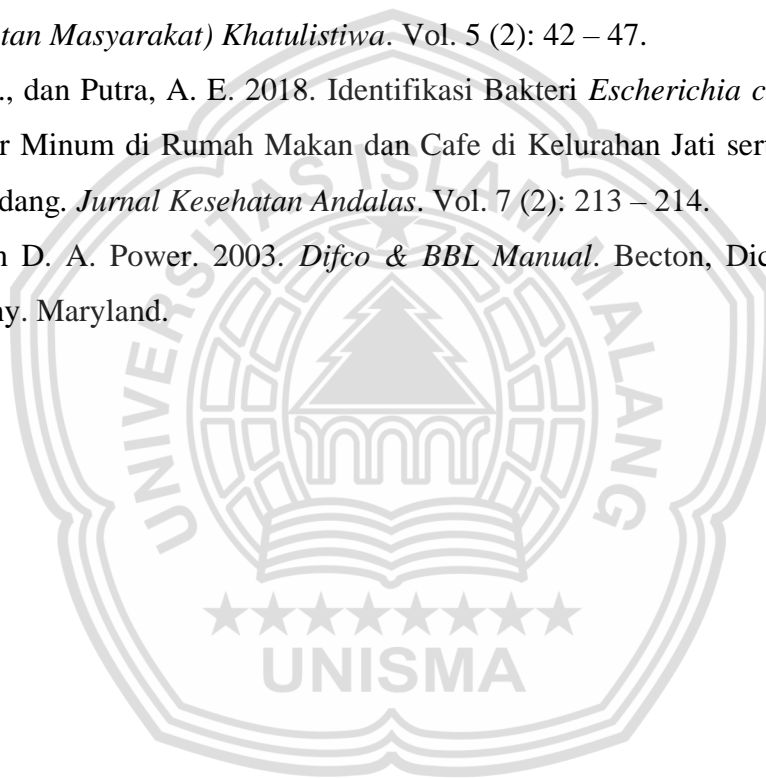 tan Masyarakat) Khatulistiwa. Vol. 5 (2): 42 – 47.
., dan Putra, A. E. 2018. Identifikasi Bakteri Escherichia c
r Minum di Rumah Makan dan Cafe di Kelurahan Jati ser
dang. Jurnal Kesehatan Andalas. Vol. 7 (2): 213 – 214.
n D. A. Power. 2003. Difco & BBL Manual. Becton, Dic
ny. Maryland.
UNIVERSITAS ISLAM MALANG
UNISMA